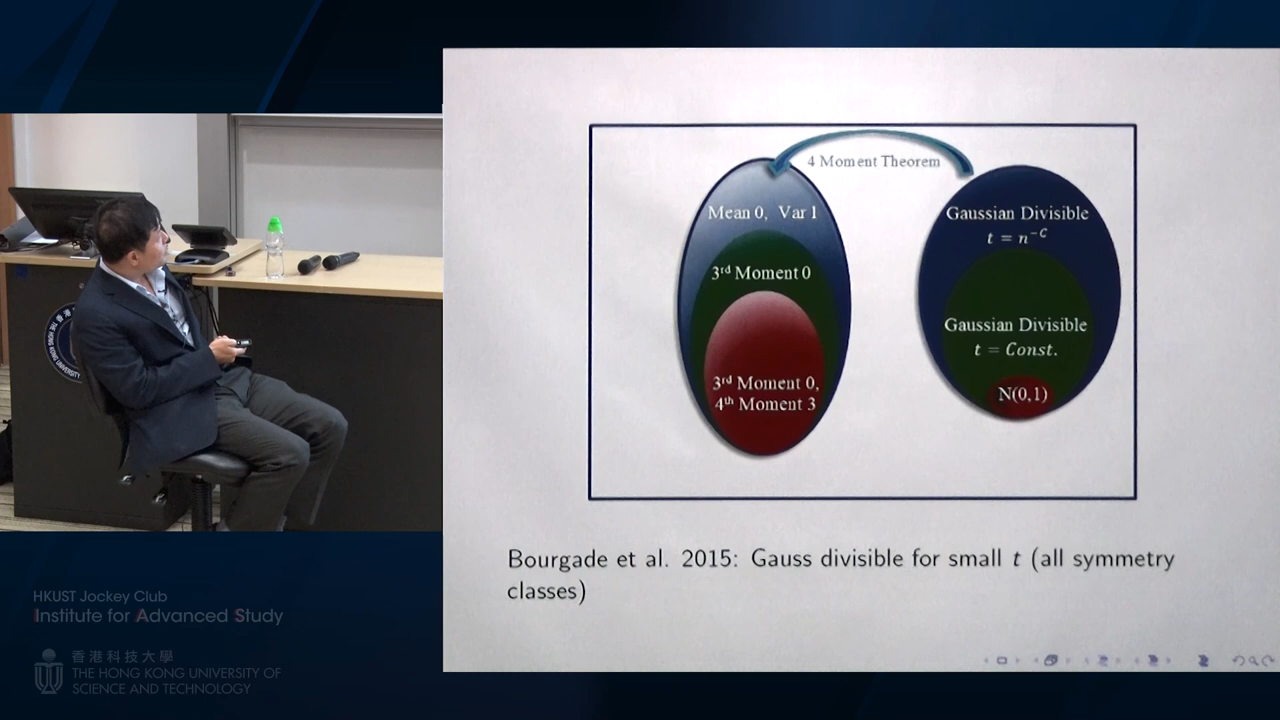 4 Moment Theorem
Mean 0, Var 1
3rd Moment 0
3rd Moment 0,
4th Moment 3
Gaussian Divisible
t = n^-C
Gaussian Divisible
t = Const.
N(0,1)
Bourgade et al. 2015: Gauss divisible for small t (all symmetry
classes)
HKUST Jockey Club
Institute for Advanced Study
香港科技大學
THE HONG KONG UNIVERSITY OF
SCIENCE AND TECHNOLOGY